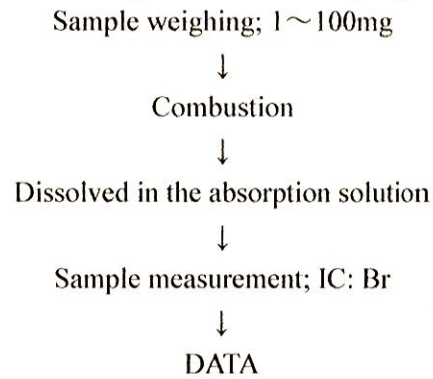 Sample weighing; 1～100mg
↓
Combustion
↓
Dissolved in the absorption solution
↓
Sample measurement; IC: Br
↓
DATA